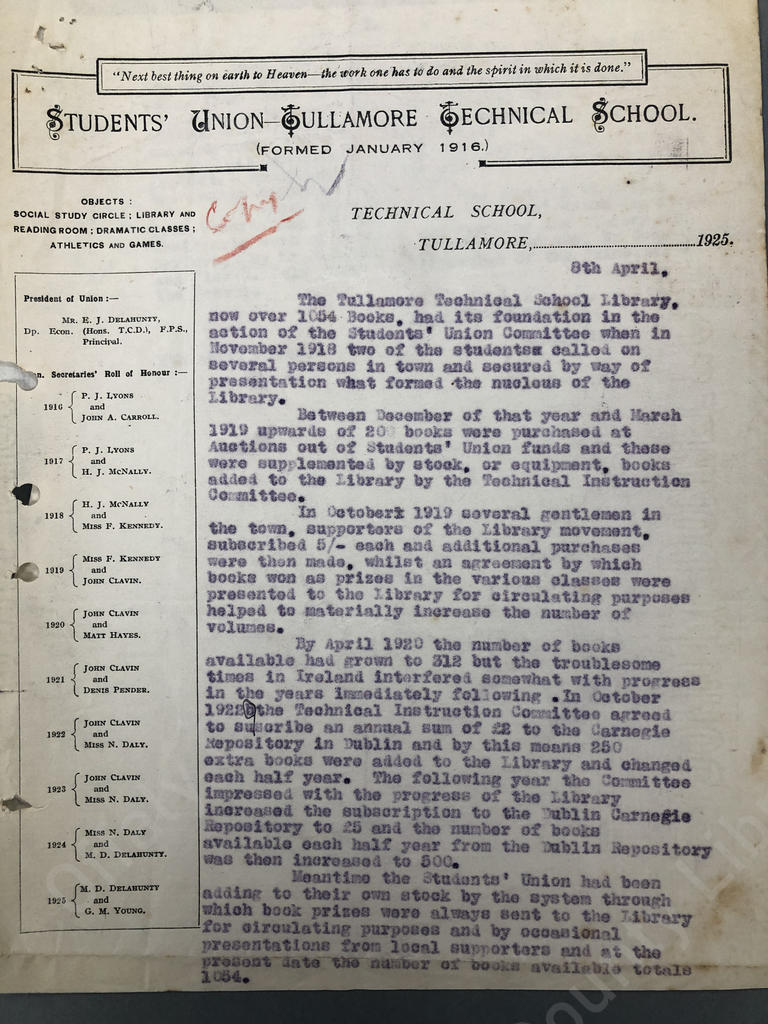 "Next best thing on earth to Heaven—the work one has to do and the spirit in which it is done."
STUDENTS' UNION—TULLAMORE TECHNICAL SCHOOL.
(FORMED JANUARY 1916.)
Copy
OBJECTS :
SOCIAL STUDY CIRCLE ; LIBRARY AND
READING ROOM ; DRAMATIC CLASSES ;
ATHLETICS AND GAMES.
TECHNICAL SCHOOL,
TULLAMORE,..........................................1925.
8th April.
President of Union :—
MR. E. J. DELAHUNTY,
Dp. Econ. (Hons. T.C.D.), F.P.S.,
Principal.
n. Secretaries' Roll of Honour :—
1916 { P. J. LYONS
and
JOHN A. CARROLL.
1917 { P. J. LYONS
and
H. J. MCNALLY.
1918 { H. J. MCNALLY
and
MISS F. KENNEDY.
1919 { MISS F. KENNEDY
and
JOHN CLAVIN.
1920 { JOHN CLAVIN
and
MATT HAYES.
1921 { JOHN CLAVIN
and
DENIS PENDER.
1922 { JOHN CLAVIN
and
MISS N. DALY.
1923 { JOHN CLAVIN
and
MISS N. DALY.
1924 { MISS N. DALY
and
M. D. DELAHUNTY.
1925 { M. D. DELAHUNTY
and
G. M. YOUNG.
The Tullamore Technical School Library,
now over 1054 Books, had its foundation in the
action of the Students' Union Committee when in
November 1918 two of the students called on
several persons in town and secured by way of
presentation what formed the nucleus of the
Library.
Between December of that year and March
1919 upwards of 200 books were purchased at
Auctions out of Students' Union funds and these
were supplemented by stock, or equipment, books
added to the Library by the Technical Instruction
Committee.
In October 1919 several gentlemen in
the town, supporters of the Library movement,
subscribed 5/- each and additional purchases
were then made, whilst an agreement by which
books won as prizes in the various classes were
presented to the Library for circulating purposes
helped to materially increase the number of
volumes.
By April 1920 the number of books
available had grown to 312 but the troublesome
times in Ireland interfered somewhat with progress
in the years immediately following .In October
1922 the Technical Instruction Committee agreed
to suscribe an annual sum of £2 to the Carnegie
Repository in Dublin and by this means 250
extra books were added to the Library and changed
each half year. The following year the Committee
impressed with the progress of the Library
increased the subscription to the Dublin Carnegie
Repository to £5 and the number of books
available each half year from the Dublin Repository
was then increased to 500.
Meantime the Students' Union had been
adding to their own stock by the system through
which book prizes were always sent to the Library
for circulating purposes and by occasional
presentations from local supporters and at the
present date the number of books available totals
1054.